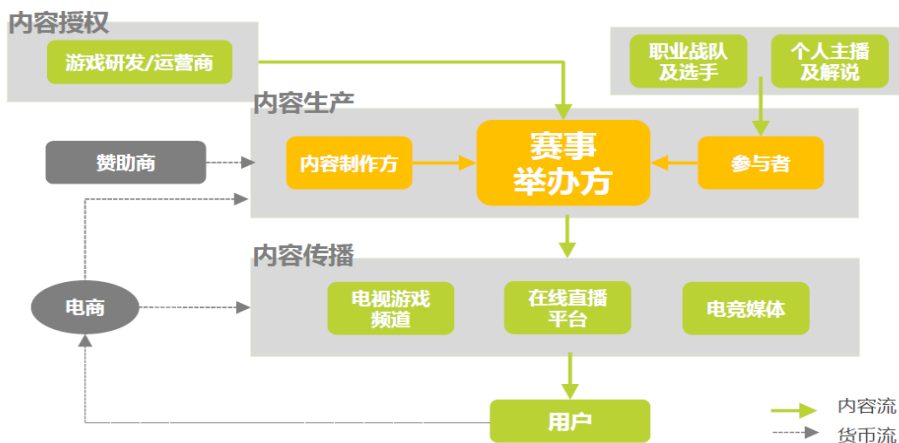 内容授权
游戏研发/运营商
职业战队
及选手
个人主播
及解说
内容生产
赞助商
内容制作方
赛事
举办方
参与者
内容传播
电商
电视游戏
频道
在线直播
平台
电竞媒体
用户
内容流
货币流